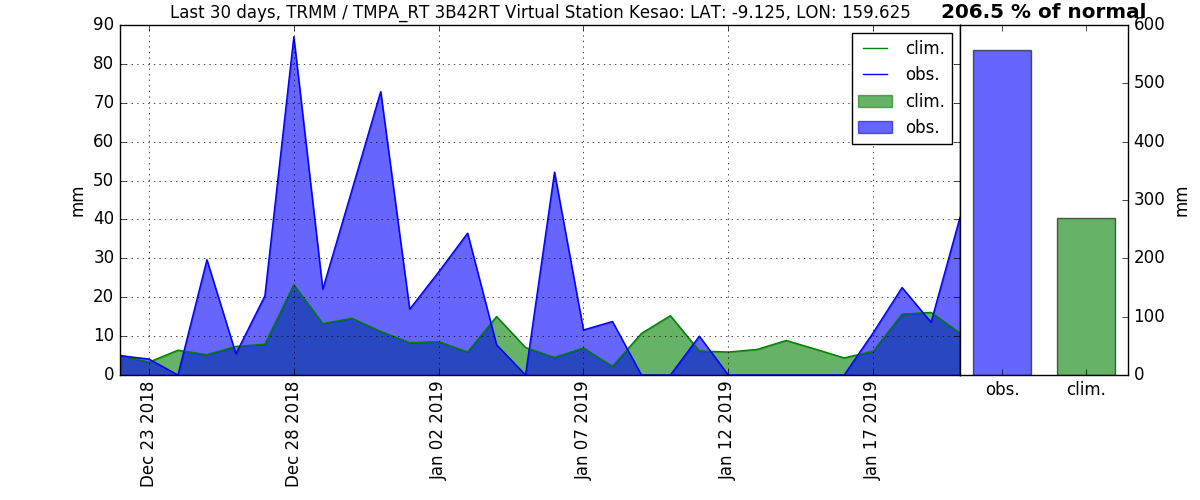 Last 30 days, TRMM / TMPA_RT 3B42RT Virtual Station Kesao: LAT: -9.125, LON: 159.625
206.5 % of normal
90
80
70
60
50
40
30
20
10
0
mm
clim.
obs.
clim.
obs.
Dec 23 2018
Dec 28 2018
Jan 02 2019
Jan 07 2019
Jan 12 2019
Jan 17 2019
600
500
400
300
200
100
0
mm
obs.
clim.